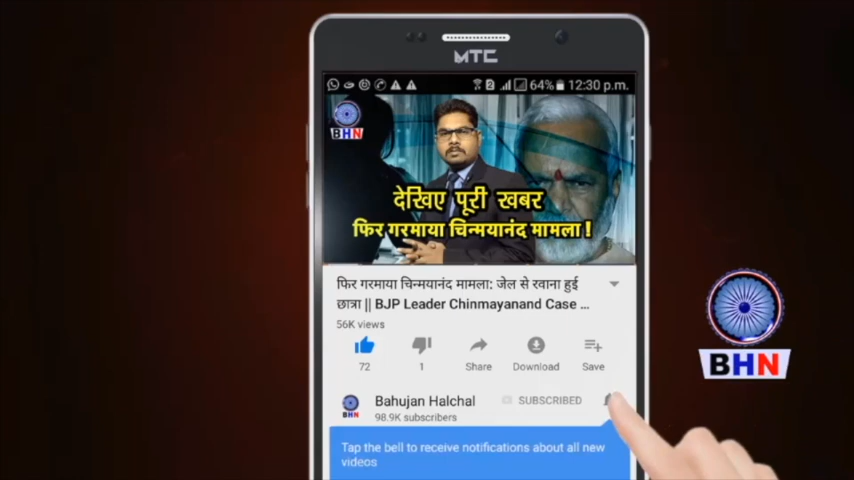 MTC
64% 12:30 p.m.
BHN
देखिए पूरी खबर
फिर गरमाया चिन्मयानंद मामला !
फिर गरमाया चिन्मयानंद मामला: जेल से रवाना हुई
छात्रा || BJP Leader Chinmayanand Case ...
56K views
72 1 Share Download Save
BHN
Bahujan Halchal SUBSCRIBED
98.9K subscribers
Tap the bell to receive notifications about all new
videos
BHN